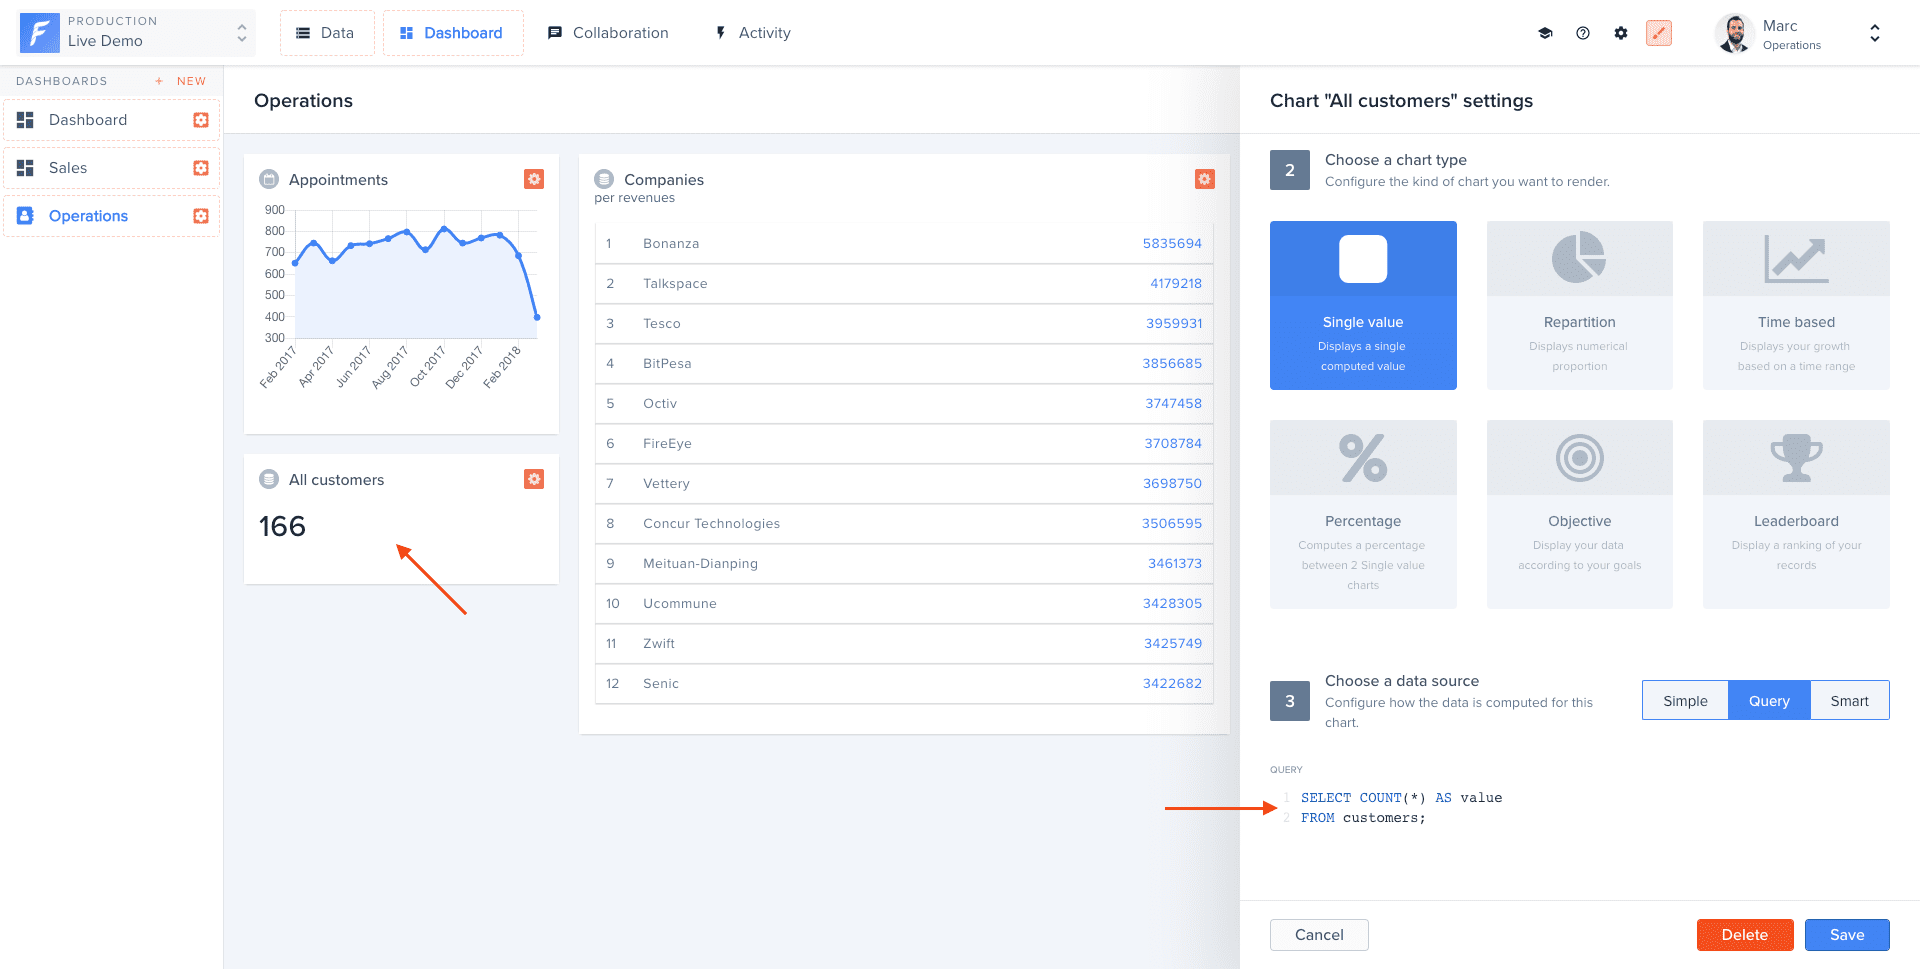 PRODUCTION
Live Demo
Data
Dashboard
Collaboration
Activity
Marc
Operations
DASHBOARDS
+ NEW
Dashboard
Sales
Operations
Operations
Appointments
900
800
700
600
500
400
300
Feb 2017
Apr 2017
Jun 2017
Aug 2017
Oct 2017
Dec 2017
Feb 2018
All customers
166
Companies
per revenues
1 Bonanza 5835694
2 Talkspace 4179218
3 Tesco 3959931
4 BitPesa 3856685
5 Octiv 3747458
6 FireEye 3708784
7 Vettery 3698750
8 Concur Technologies 3506595
9 Meituan-Dianping 3461373
10 Ucommune 3428305
11 Zwift 3425749
12 Senic 3422682
Chart "All customers" settings
2
Choose a chart type
Configure the kind of chart you want to render.
Single value
Displays a single
computed value
Repartition
Displays numerical
proportion
Time based
Displays your growth
based on a time range
Percentage
Computes a percentage
between 2 Single value
charts
Objective
Display your data
according to your goals
Leaderboard
Display a ranking of your
records
3
Choose a data source
Configure how the data is computed for this
chart.
Simple
Query
Smart
QUERY
1 SELECT COUNT(*) AS value
2 FROM customers;
Cancel
Delete
Save